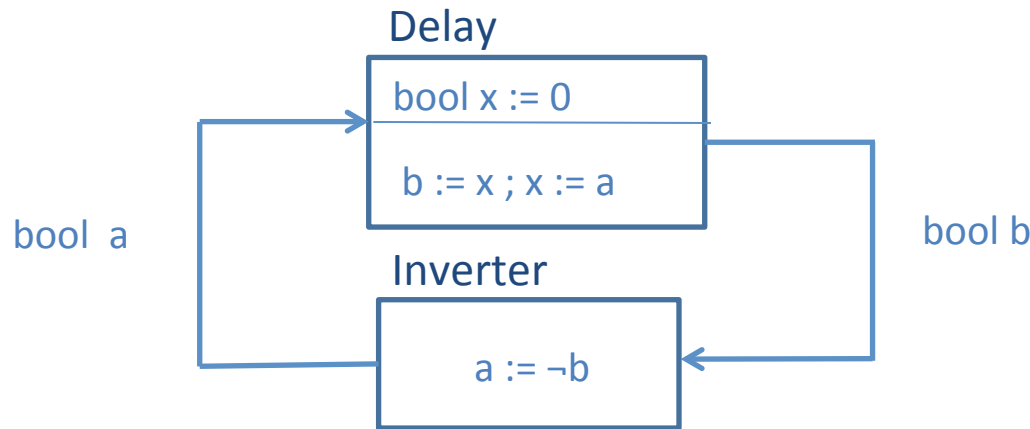 Delay
bool x := 0
b := x ; x := a
bool a
bool b
Inverter
a := ¬b